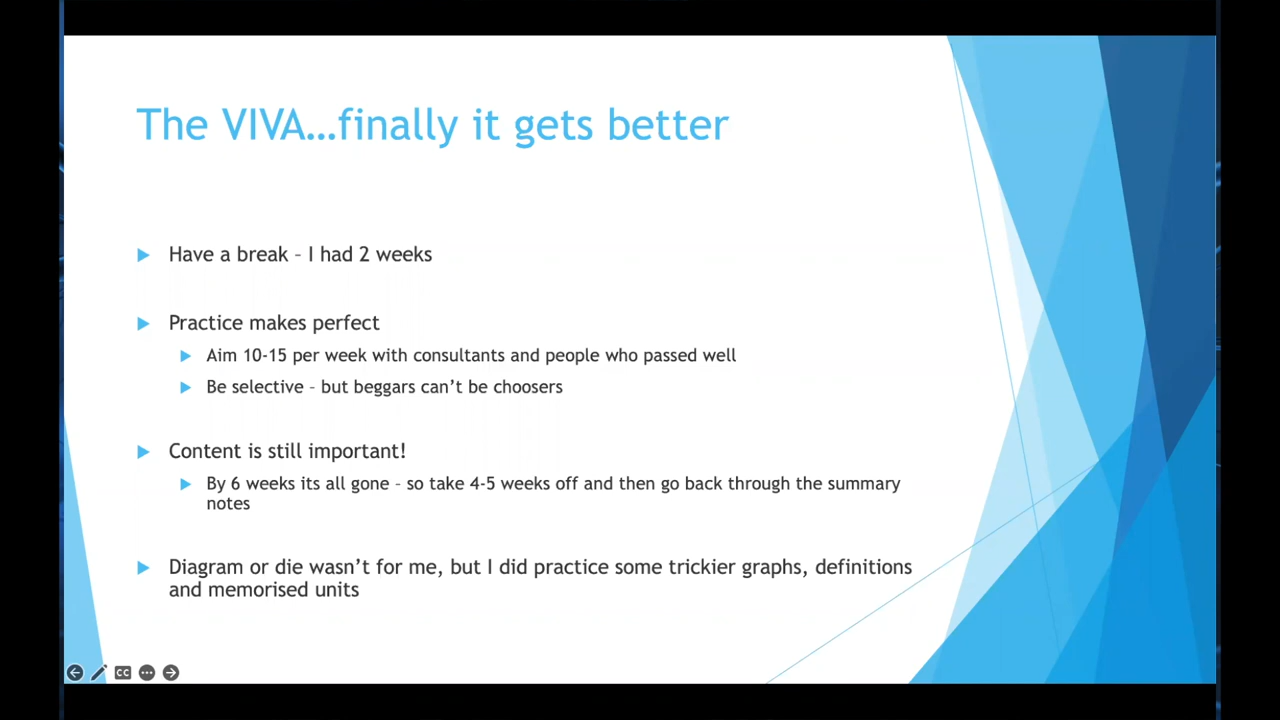 The VIVA…finally it gets better
Have a break – I had 2 weeks
Practice makes perfect
Aim 10-15 per week with consultants and people who passed well
Be selective – but beggars can't be choosers
Content is still important!
By 6 weeks its all gone – so take 4-5 weeks off and then go back through the summary
notes
Diagram or die wasn't for me, but I did practice some trickier graphs, definitions
and memorised units
CC